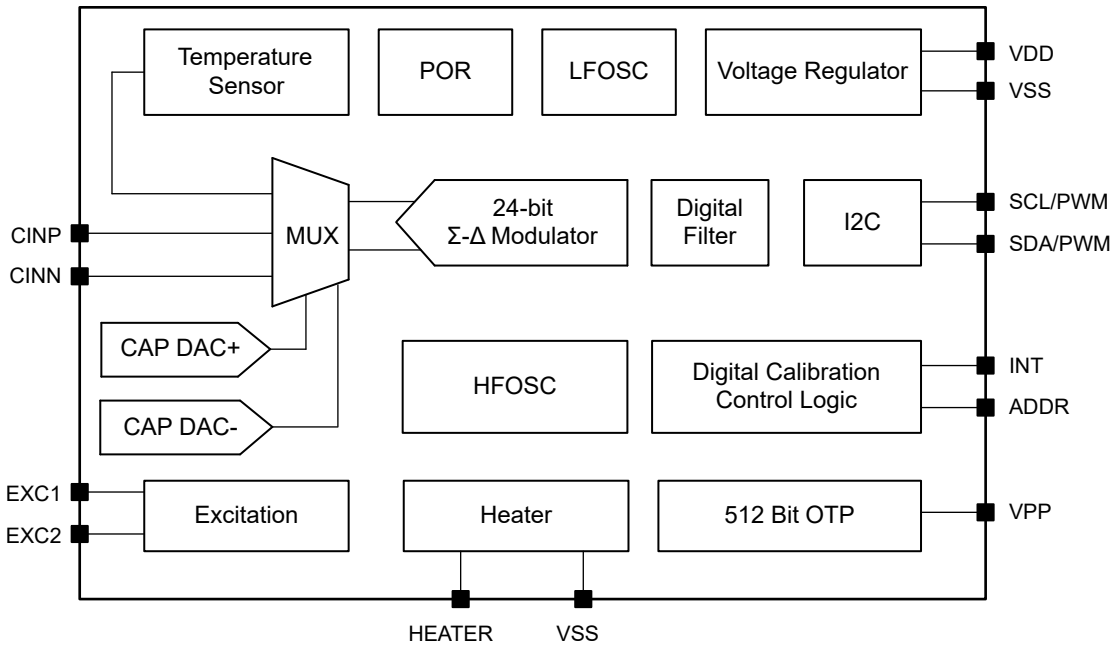 Temperature
Sensor
POR
LFOSC
Voltage Regulator
VDD
VSS
CINP
CINN
MUX
24-bit
Σ-Δ Modulator
Digital
Filter
I2C
SCL/PWM
SDA/PWM
CAP DAC+
CAP DAC-
HFOSC
Digital Calibration
Control Logic
INT
ADDR
EXC1
EXC2
Excitation
Heater
512 Bit OTP
VPP
HEATER
VSS